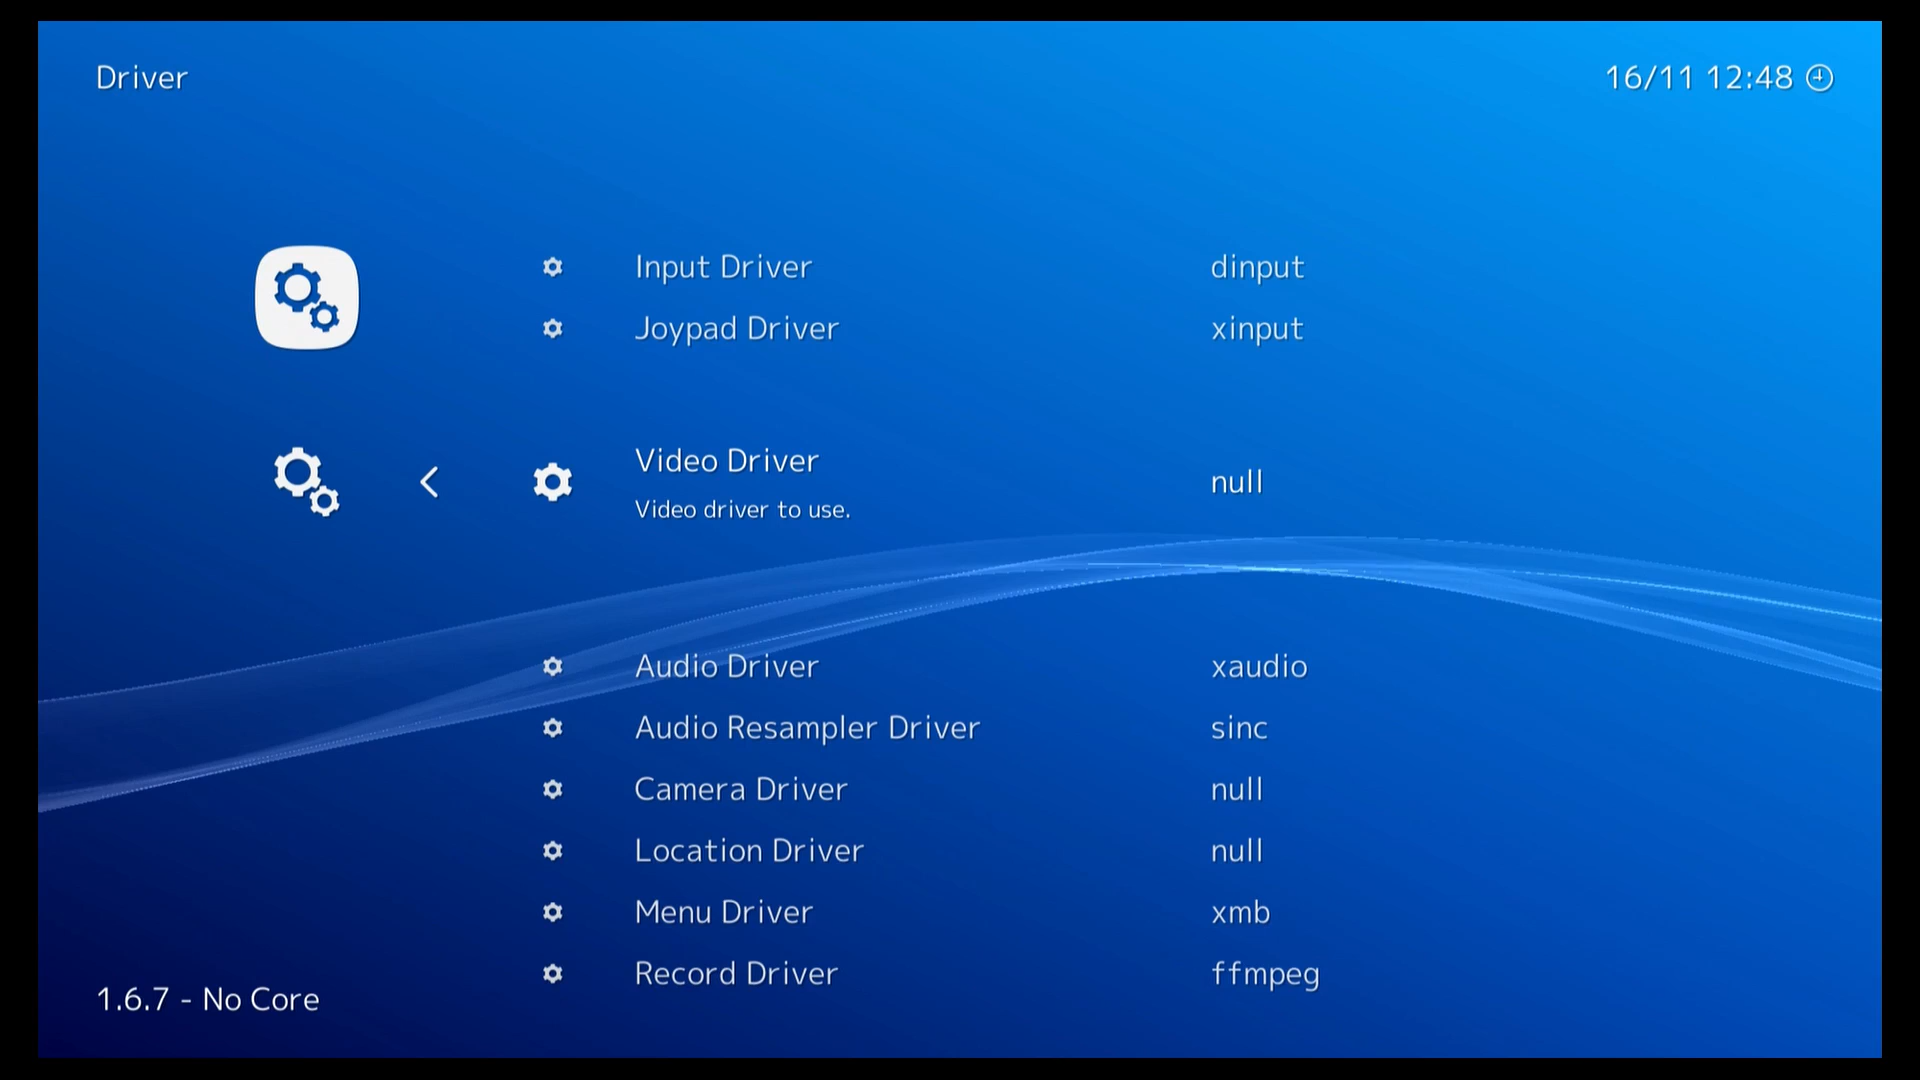 Driver
16/11 12:48
Input Driver dinput
Joypad Driver xinput
Video Driver null
Video driver to use.
Audio Driver xaudio
Audio Resampler Driver sinc
Camera Driver null
Location Driver null
Menu Driver xmb
Record Driver ffmpeg
1.6.7 - No Core